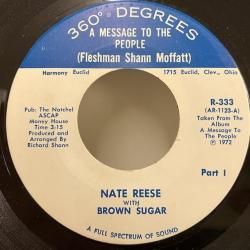 360° DEGREES
A MESSAGE TO THE
PEOPLE
(Fleshman Shann Moffatt)
Harmony Euclid 1715 Euclid, Clev., Ohio
Pub: The Notchel
ASCAP
Money House
Time 3:15
Produced and
Arranged By
Richard Shann
R-333
(AR-1123-A)
Taken From The
Album A Message
To The People
℗ 1972
Part I
NATE REESE
WITH
BROWN SUGAR
A FULL SPECTRUM OF SOUND